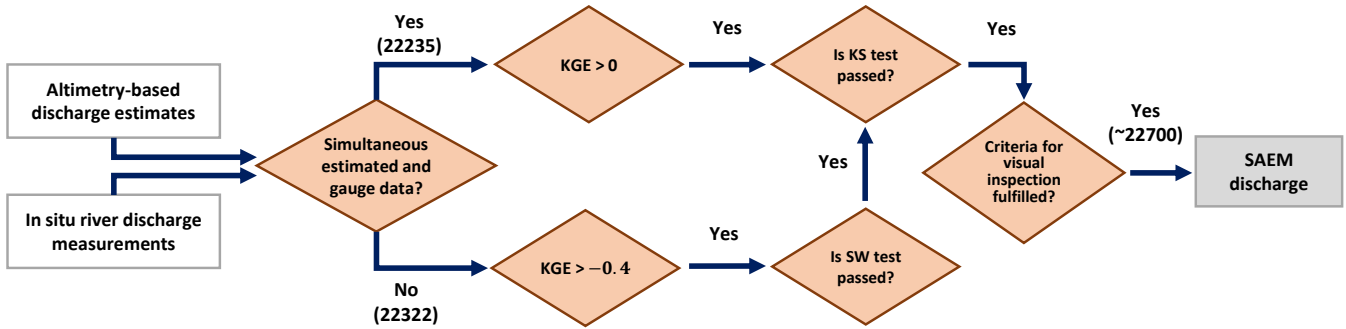 Altimetry-based
discharge estimates
In situ river discharge
measurements
Simultaneous
estimated and
gauge data?
Yes
(22235)
KGE > 0
Yes
Is KS test
passed?
Yes
No
(22322)
KGE > −0.4
Yes
Is SW test
passed?
Yes
Criteria for
visual
inspection
fulfilled?
Yes
(~22700)
SAEM
discharge